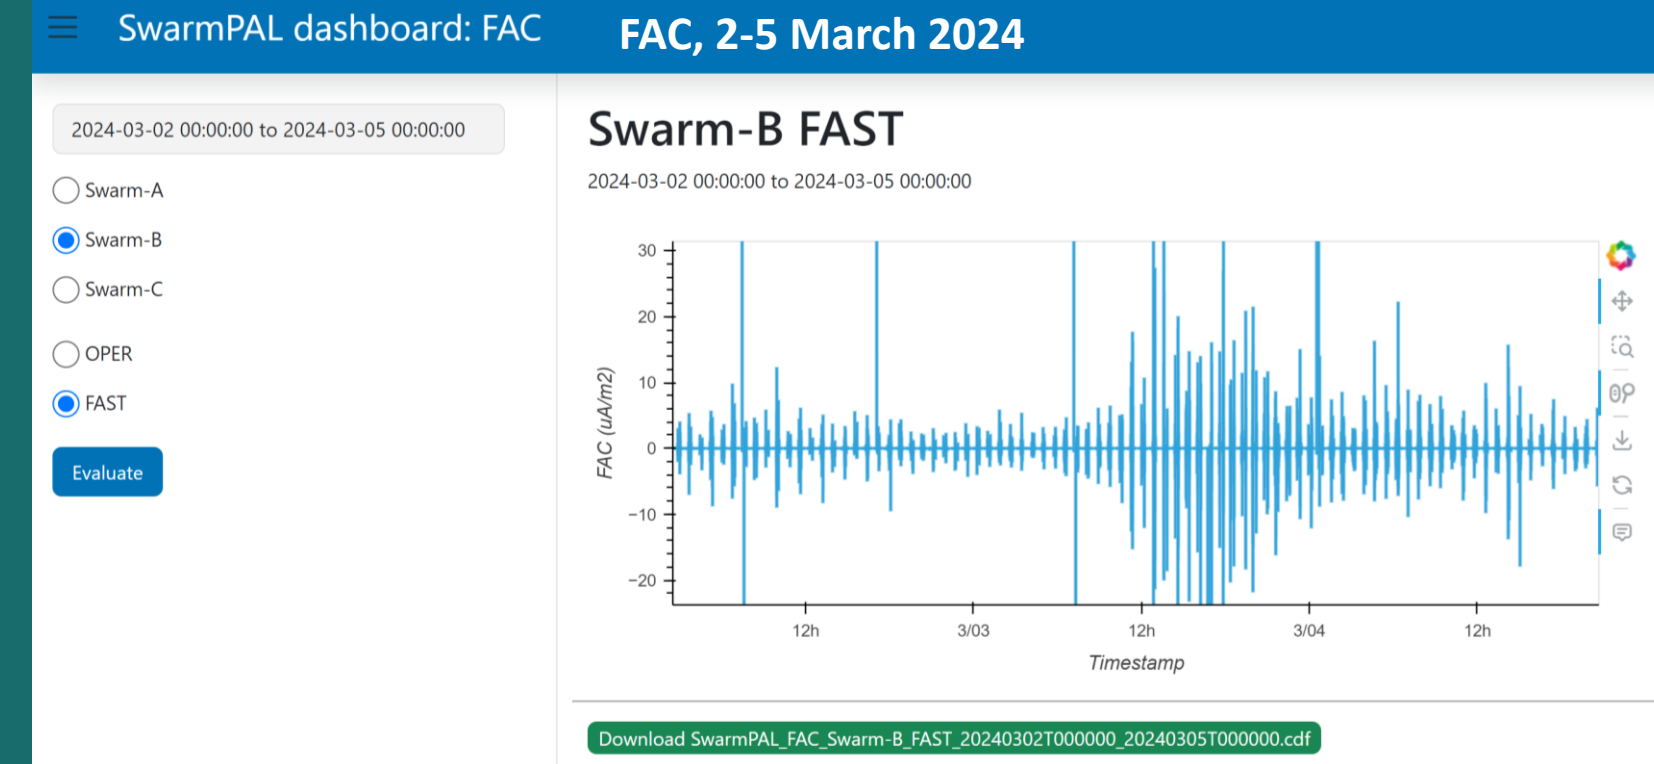 SwarmPAL dashboard: FAC
FAC, 2-5 March 2024
2024-03-02 00:00:00 to 2024-03-05 00:00:00
Swarm-A
Swarm-B
Swarm-C
OPER
FAST
Evaluate
Swarm-B FAST
2024-03-02 00:00:00 to 2024-03-05 00:00:00
FAC (uA/m2)
30
20
10
0
−10
−20
12h
3/03
12h
3/04
12h
Timestamp
Download SwarmPAL_FAC_Swarm-B_FAST_20240302T000000_20240305T000000.cdf